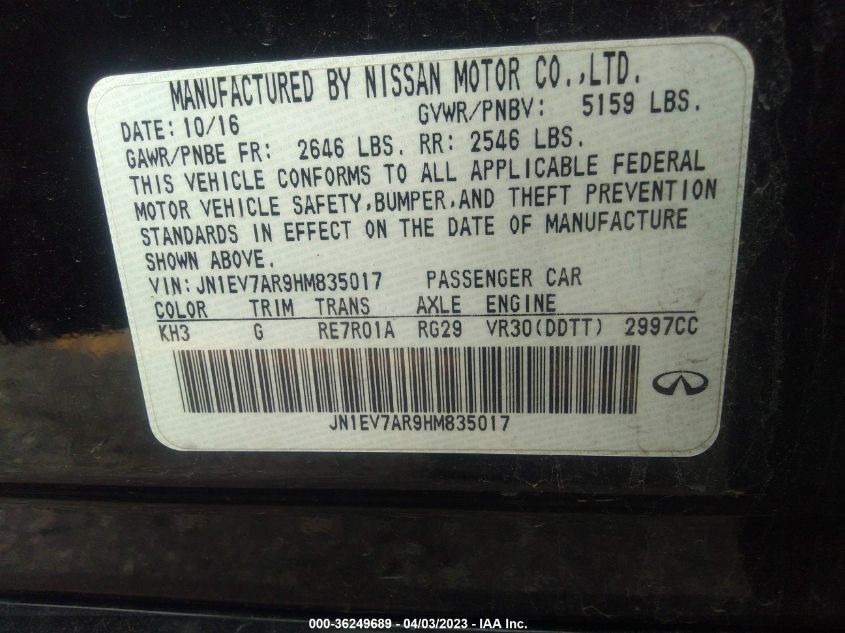 MANUFACTURED BY NISSAN MOTOR CO.,LTD.
DATE: 10/16 GVWR/PNBV: 5159 LBS.
GAWR/PNBE FR: 2646 LBS. RR: 2546 LBS.
THIS VEHICLE CONFORMS TO ALL APPLICABLE FEDERAL
MOTOR VEHICLE SAFETY,BUMPER,AND THEFT PREVENTION
STANDARDS IN EFFECT ON THE DATE OF MANUFACTURE
SHOWN ABOVE.
VIN:JN1EV7AR9HM835017 PASSENGER CAR
COLOR TRIM TRANS AXLE ENGINE
KH3 G RE7R01A RG29 VR30(DDTT) 2997CC
JN1EV7AR9HM835017
000-36249689 - 04/03/2023 - IAA Inc.